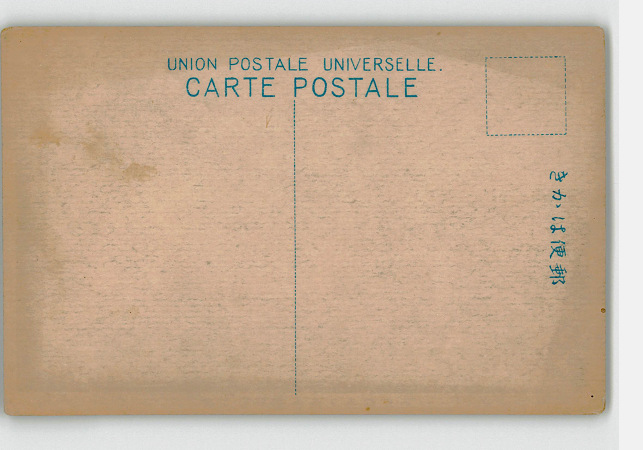 UNION POSTALE UNIVERSELLE.
CARTE POSTALE
きかは便郵